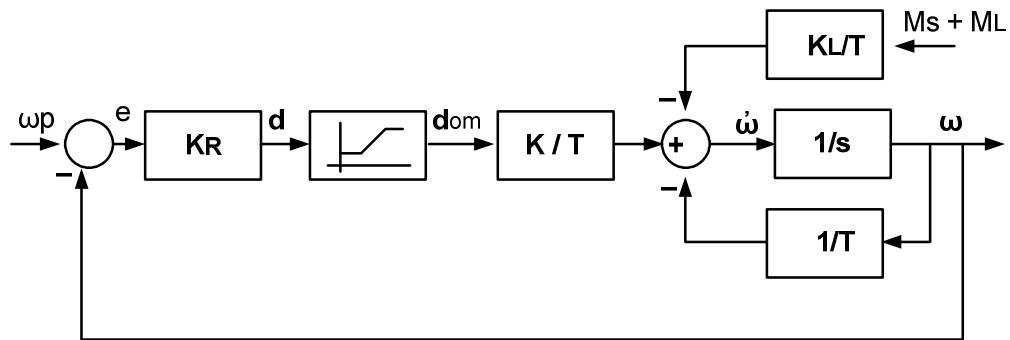 KL/T
Ms + ML
ωp
e
KR
d
dom
K / T
−
+
−
ω̇
1/s
ω
−
1/T